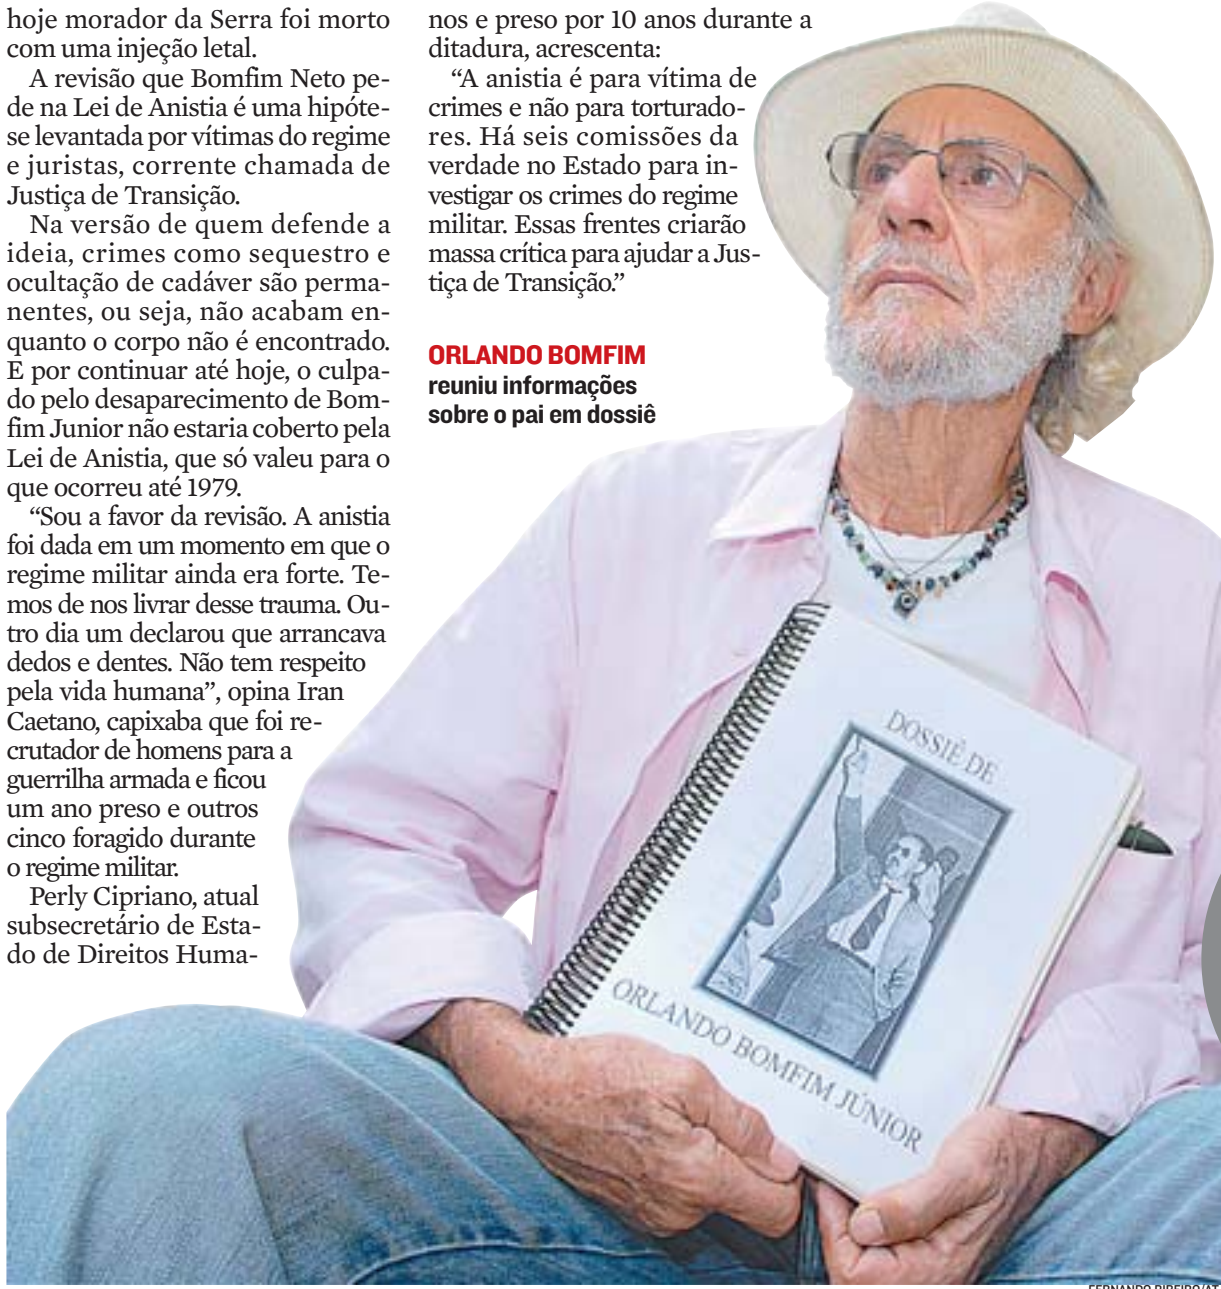 hoje morador da Serra foi morto
com uma injeção letal.
A revisão que Bomfim Neto pe-
de na Lei de Anistia é uma hipóte-
se levantada por vítimas do regime
e juristas, corrente chamada de
Justiça de Transição.
Na versão de quem defende a
ideia, crimes como sequestro e
ocultação de cadáver são perma-
nentes, ou seja, não acabam en-
quanto o corpo não é encontrado.
E por continuar até hoje, o culpa-
do pelo desaparecimento de Bom-
fim Junior não estaria coberto pela
Lei de Anistia, que só valeu para o
que ocorreu até 1979.
“Sou a favor da revisão. A anistia
foi dada em um momento em que o
regime militar ainda era forte. Te-
mos de nos livrar desse trauma. Ou-
tro dia um declarou que arrancava
dedos e dentes. Não tem respeito
pela vida humana”, opina Iran
Caetano, capixaba que foi re-
crutador de homens para a
guerrilha armada e ficou
um ano preso e outros
cinco foragido durante
o regime militar.
Perly Cipriano, atual
subsecretário de Esta-
do de Direitos Huma-
nos e preso por 10 anos durante a
ditadura, acrescenta:
“A anistia é para vítima de
crimes e não para torturado-
res. Há seis comissões da
verdade no Estado para in-
vestigar os crimes do regime
militar. Essas frentes criarão
massa crítica para ajudar a Jus-
tiça de Transição.”
ORLANDO BOMFIM
reuniu informações
sobre o pai em dossiê
DOSSIÊ DE
ORLANDO BOMFIM JÚNIOR
FERNANDO RIBEIRO/AT